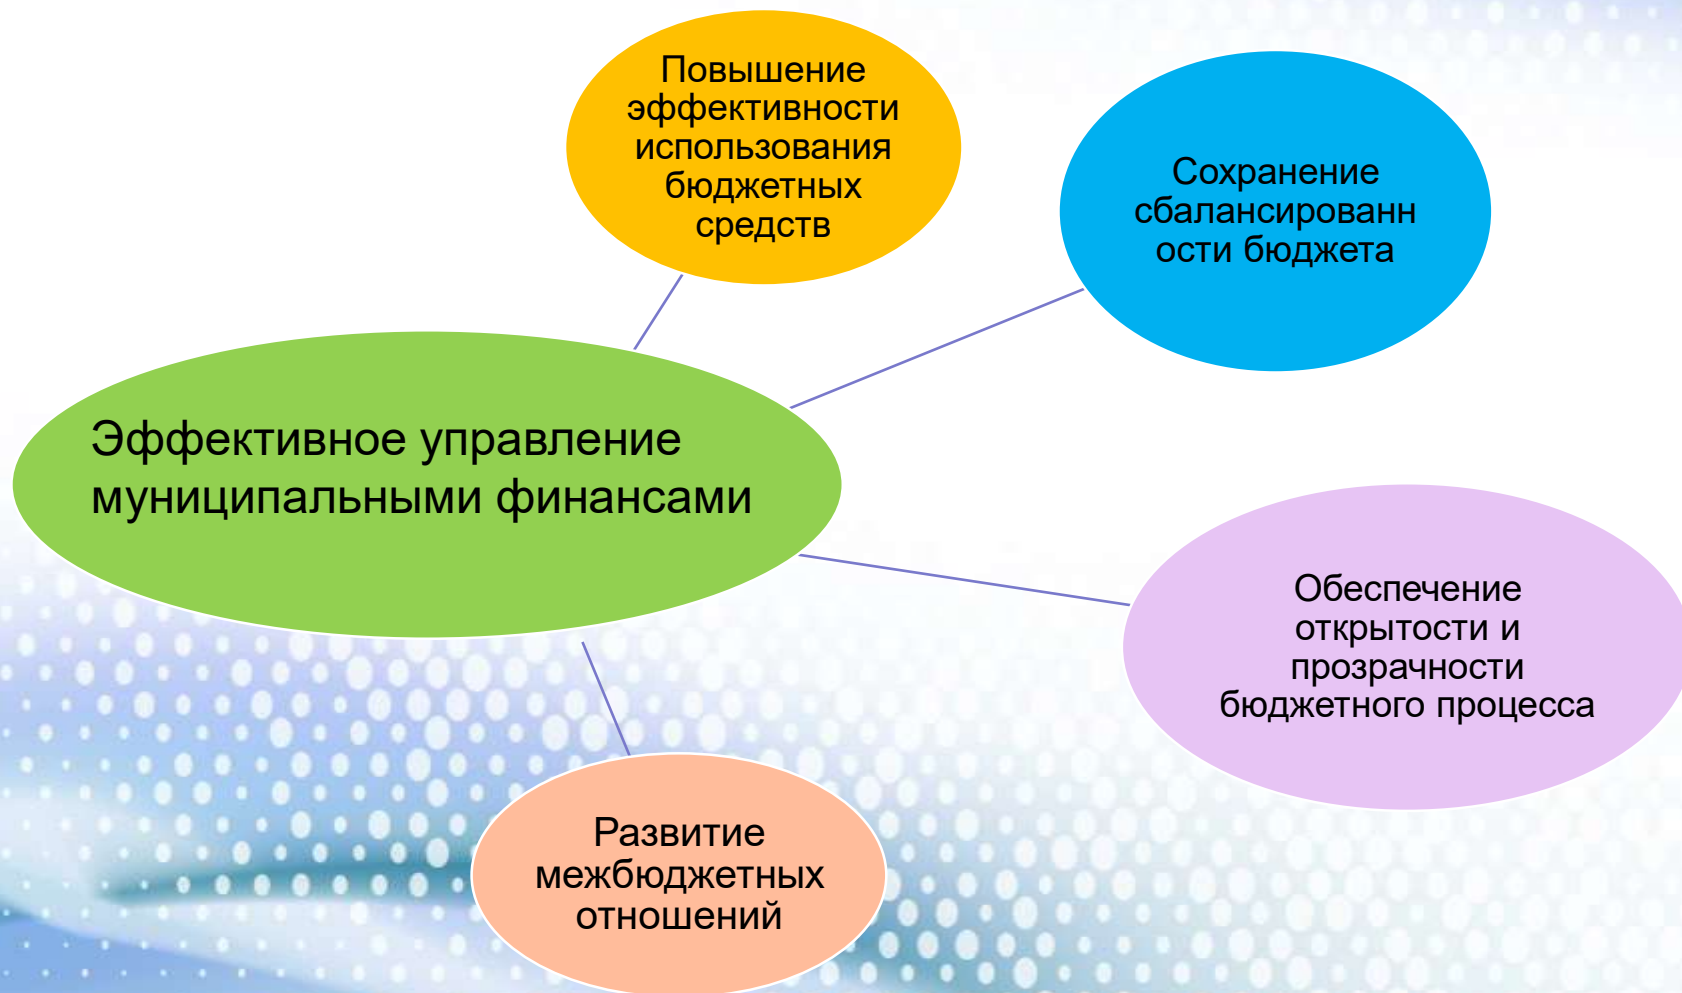 Повышение
эффективности
использования
бюджетных
средств
Сохранение
сбалансированн
ости бюджета
Эффективное управление
муниципальными финансами
Обеспечение
открытости и
прозрачности
бюджетного процесса
Развитие
межбюджетных
отношений